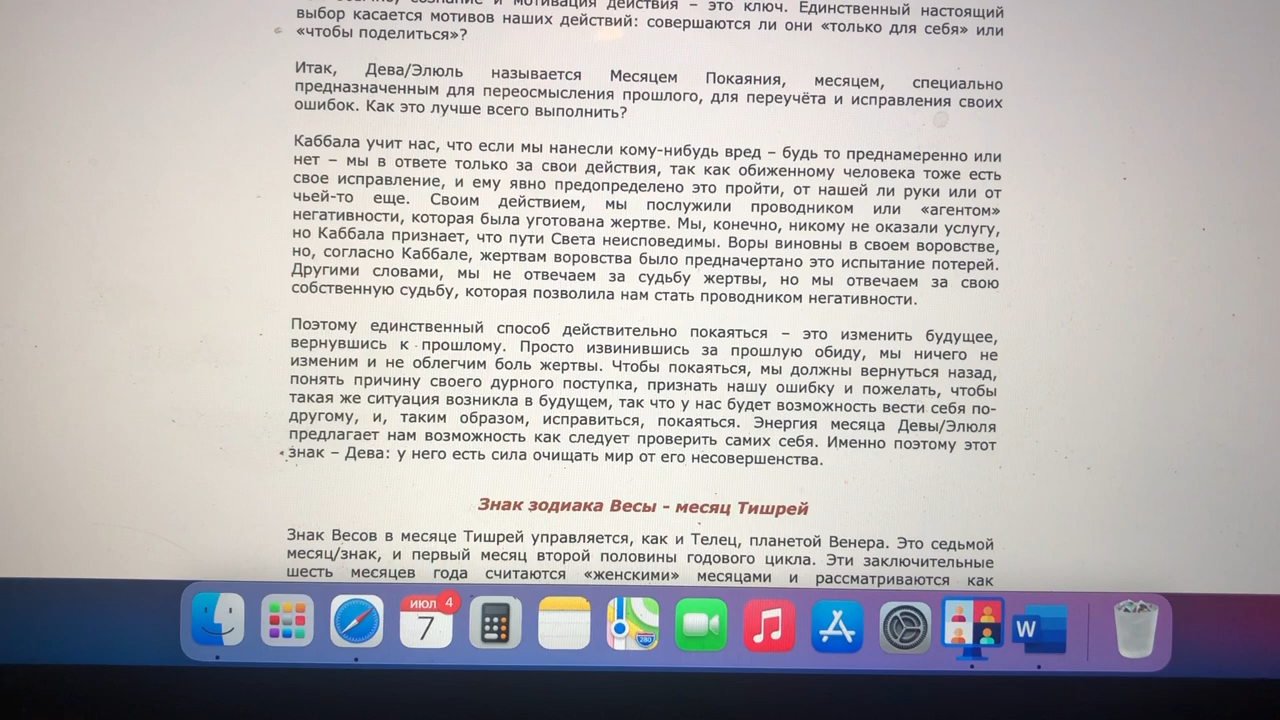 сознание и мотивация действия – это ключ. Единственный настоящий
выбор касается мотивов наших действий: совершаются ли они «только для себя» или
«чтобы поделиться»?
Итак, Дева/Элюль называется Месяцем Покаяния, месяцем, специально
предназначенным для переосмысления прошлого, для переучёта и исправления своих
ошибок. Как это лучше всего выполнить?
Каббала учит нас, что если мы нанесли кому-нибудь вред – будь то преднамеренно или
нет – мы в ответе только за свои действия, так как обиженному человека тоже есть
свое исправление, и ему явно предопределено это пройти, от нашей ли руки или от
чьей-то еще. Своим действием, мы послужили проводником или «агентом»
негативности, которая была уготована жертве. Мы, конечно, никому не оказали услугу,
но Каббала признает, что пути Света неисповедимы. Воры виновны в своем воровстве,
но, согласно Каббале, жертвам воровства было предначертано это испытание потерей.
Другими словами, мы не отвечаем за судьбу жертвы, но мы отвечаем за свою
собственную судьбу, которая позволила нам стать проводником негативности.
Поэтому единственный способ действительно покаяться – это изменить будущее,
вернувшись к прошлому. Просто извинившись за прошлую обиду, мы ничего не
изменим и не облегчим боль жертвы. Чтобы покаяться, мы должны вернуться назад,
понять причину своего дурного поступка, признать нашу ошибку и пожелать, чтобы
такая же ситуация возникла в будущем, так что у нас будет возможность вести себя по-
другому, и, таким образом, исправиться, покаяться. Энергия месяца Девы/Элюля
предлагает нам возможность как следует проверить самих себя. Именно поэтому этот
знак – Дева: у него есть сила очищать мир от его несовершенства.
Знак зодиака Весы - месяц Тишрей
Знак Весов в месяце Тишрей управляется, как и Телец, планетой Венера. Это седьмой
месяц/знак, и первый месяц второй половины годового цикла. Эти заключительные
шесть месяцев года считаются «женскими» месяцами и рассматриваются как
ИЮЛ 4
7
280
W